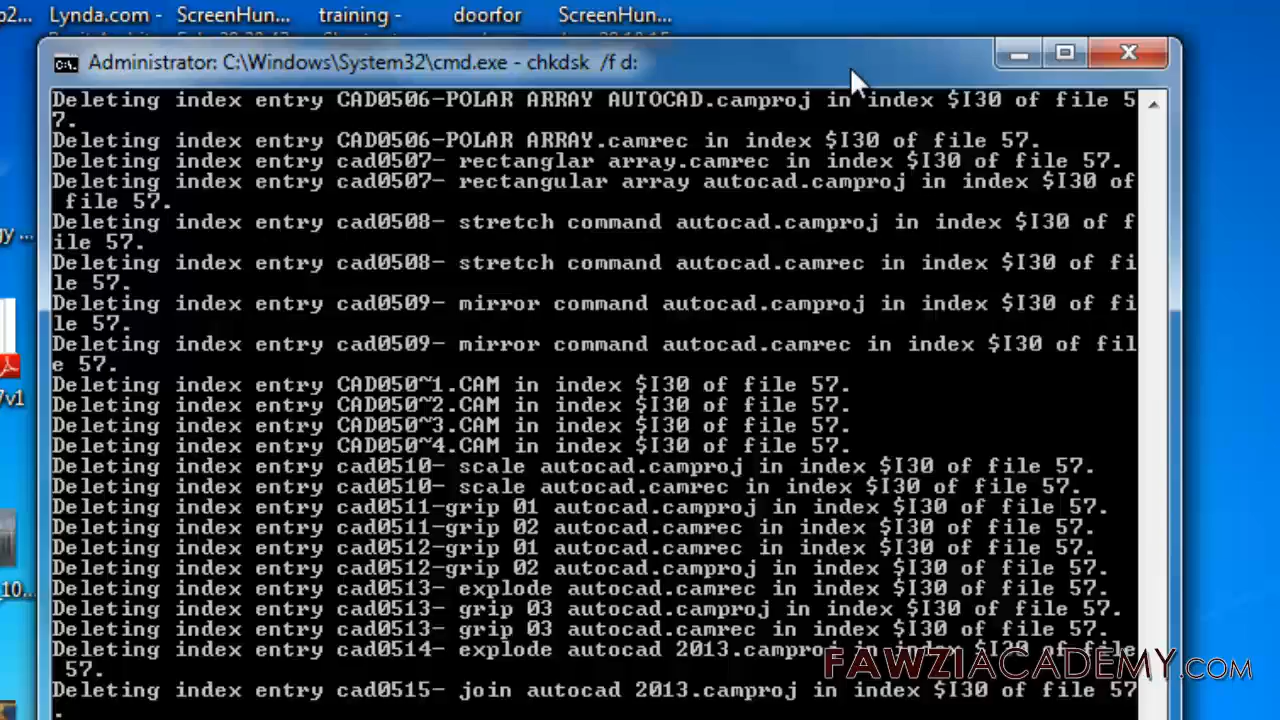 p2... Lynda.com - ScreenHun... training - doorfor ScreenHun...
Administrator: C:\Windows\System32\cmd.exe - chkdsk  /f d:
Deleting index entry CAD0506-POLAR ARRAY AUTOCAD.camproj in index $I30 of file 5
7.
Deleting index entry CAD0506-POLAR ARRAY.camrec in index $I30 of file 57.
Deleting index entry cad0507- rectanglar array.camrec in index $I30 of file 57.
Deleting index entry cad0507- rectangular array autocad.camproj in index $I30 of
 file 57.
Deleting index entry cad0508- stretch command autocad.camproj in index $I30 of f
ile 57.
Deleting index entry cad0508- stretch command autocad.camrec in index $I30 of fi
le 57.
Deleting index entry cad0509- mirror command autocad.camproj in index $I30 of fi
le 57.
Deleting index entry cad0509- mirror command autocad.camrec in index $I30 of fil
e 57.
Deleting index entry CAD050~1.CAM in index $I30 of file 57.
Deleting index entry CAD050~2.CAM in index $I30 of file 57.
Deleting index entry CAD050~3.CAM in index $I30 of file 57.
Deleting index entry CAD050~4.CAM in index $I30 of file 57.
Deleting index entry cad0510- scale autocad.camproj in index $I30 of file 57.
Deleting index entry cad0510- scale autocad.camrec in index $I30 of file 57.
Deleting index entry cad0511-grip 01 autocad.camproj in index $I30 of file 57.
Deleting index entry cad0511-grip 02 autocad.camrec in index $I30 of file 57.
Deleting index entry cad0512-grip 01 autocad.camrec in index $I30 of file 57.
Deleting index entry cad0512-grip 02 autocad.camproj in index $I30 of file 57.
Deleting index entry cad0513- explode autocad.camrec in index $I30 of file 57.
Deleting index entry cad0513- grip 03 autocad.camproj in index $I30 of file 57.
Deleting index entry cad0513- grip 03 autocad.camrec in index $I30 of file 57.
Deleting index entry cad0514- explode autocad 2013.camproj in index $I30 of file
 57.
Deleting index entry cad0515- join autocad 2013.camproj in index $I30 of file 57
.
gy ...
7v1
10...
FAWZIACADEMY.COM